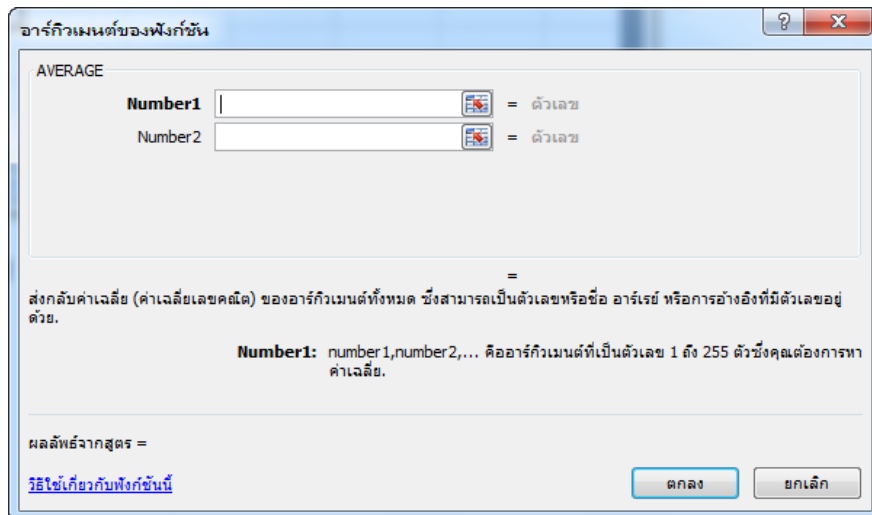 อาร์กิวเมนต์ของฟังก์ชัน
AVERAGE
Number1 = ตัวเลข
Number2 = ตัวเลข
=
ส่งกลับค่าเฉลี่ย (ค่าเฉลี่ยเลขคณิต) ของอาร์กิวเมนต์ทั้งหมด ซึ่งสามารถเป็นตัวเลขหรือชื่อ อาร์เรย์ หรือการอ้างอิงที่มีตัวเลขอยู่
ด้วย.
Number1: number1,number2,... คืออาร์กิวเมนต์ที่เป็นตัวเลข 1 ถึง 255 ตัวซึ่งคุณต้องการหา
ค่าเฉลี่ย.
ผลลัพธ์จากสูตร =
วิธีใช้เกี่ยวกับฟังก์ชันนี้
ตกลง ยกเลิก